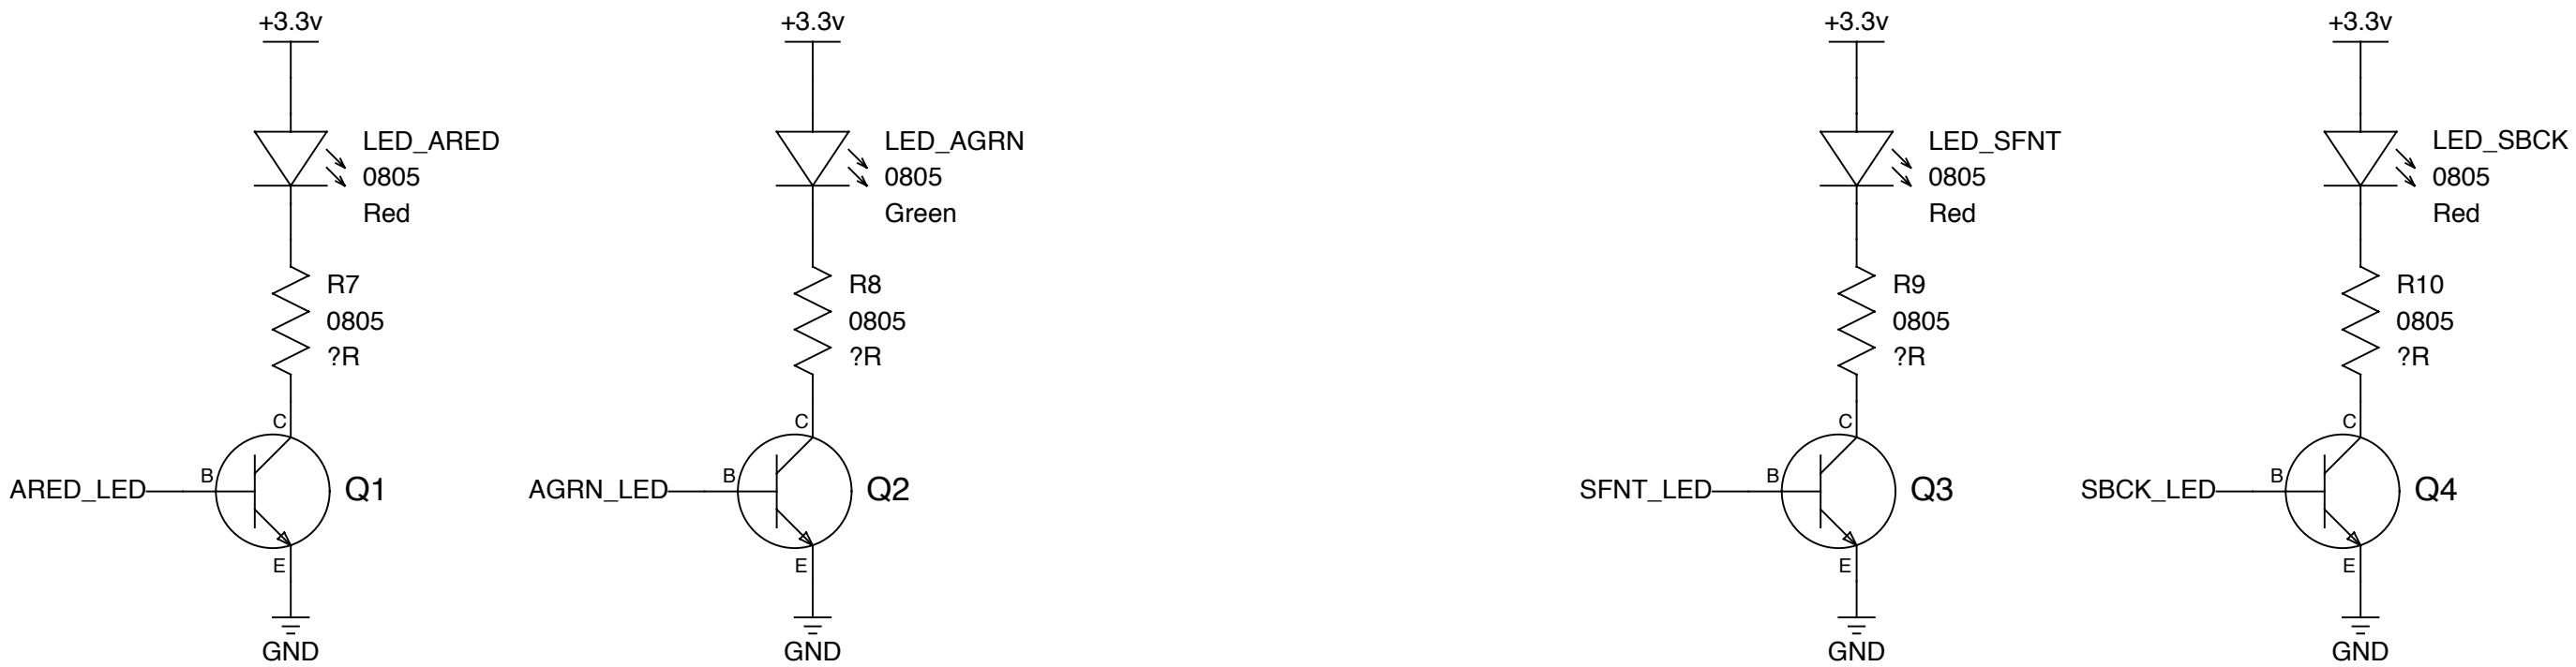 +3.3v
LED_ARED
0805
Red
R7
0805
?R
C
B
ARED_LED
Q1
E
GND
+3.3v
LED_AGRN
0805
Green
R8
0805
?R
C
B
AGRN_LED
Q2
E
GND
+3.3v
LED_SFNT
0805
Red
R9
0805
?R
C
B
SFNT_LED
Q3
E
GND
+3.3v
LED_SBCK
0805
Red
R10
0805
?R
C
B
SBCK_LED
Q4
E
GND